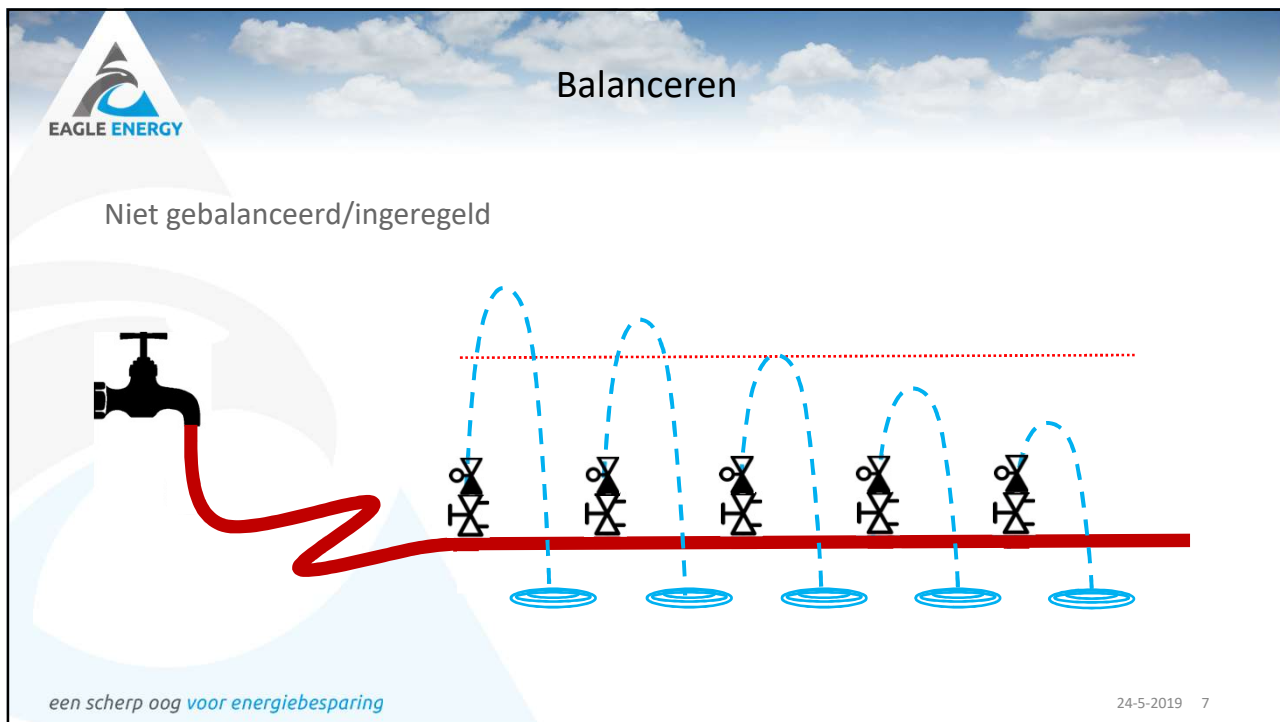 Balanceren
EAGLE ENERGY
Niet gebalanceerd/ingeregeld
een scherp oog voor energiebesparing
24-5-2019 7